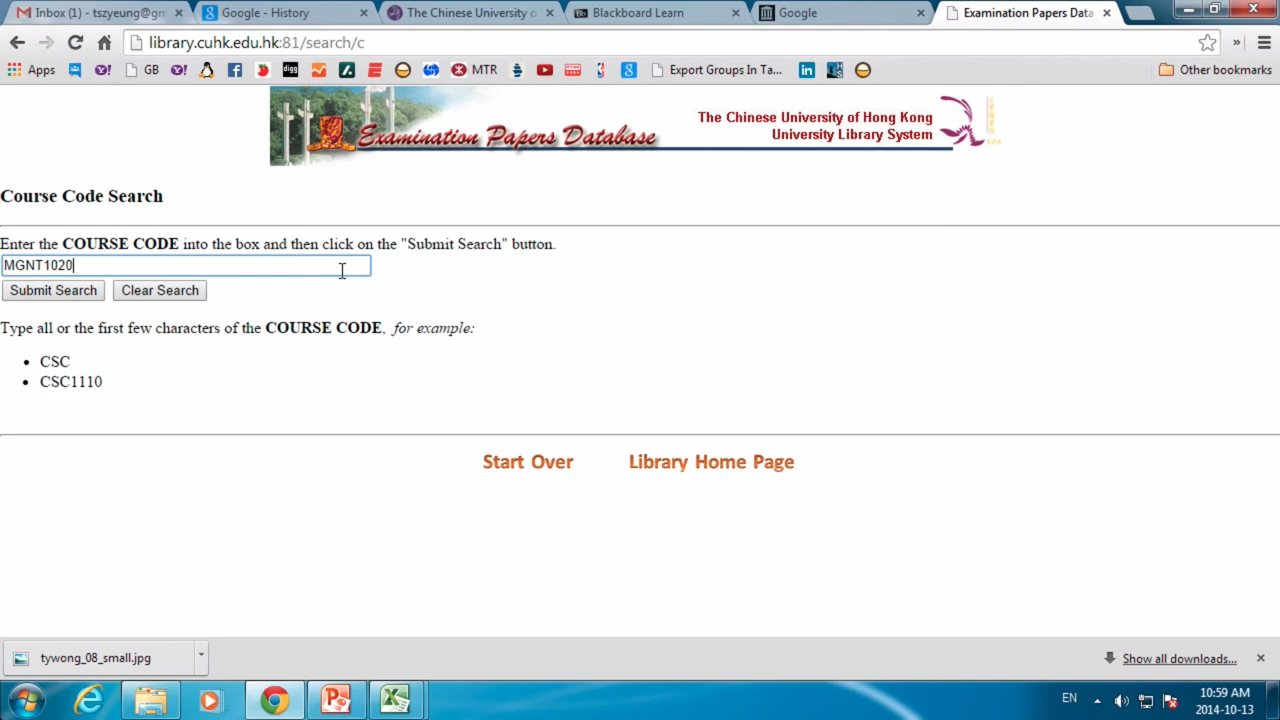 Inbox (1) - tszyeung@gm
Google - History
The Chinese University o
Blackboard Learn
Google
Examination Papers Data
library.cuhk.edu.hk:81/search/c
Apps
GB
digg
MTR
Export Groups In Ta...
Other bookmarks
Examination Papers Database
The Chinese University of Hong Kong
University Library System
Course Code Search
Enter the COURSE CODE into the box and then click on the "Submit Search" button.
MGNT1020
Submit Search Clear Search
Type all or the first few characters of the COURSE CODE, for example:
CSC
CSC1110
Start Over Library Home Page
tywong_08_small.jpg
Show all downloads...
EN
10:59 AM
2014-10-13